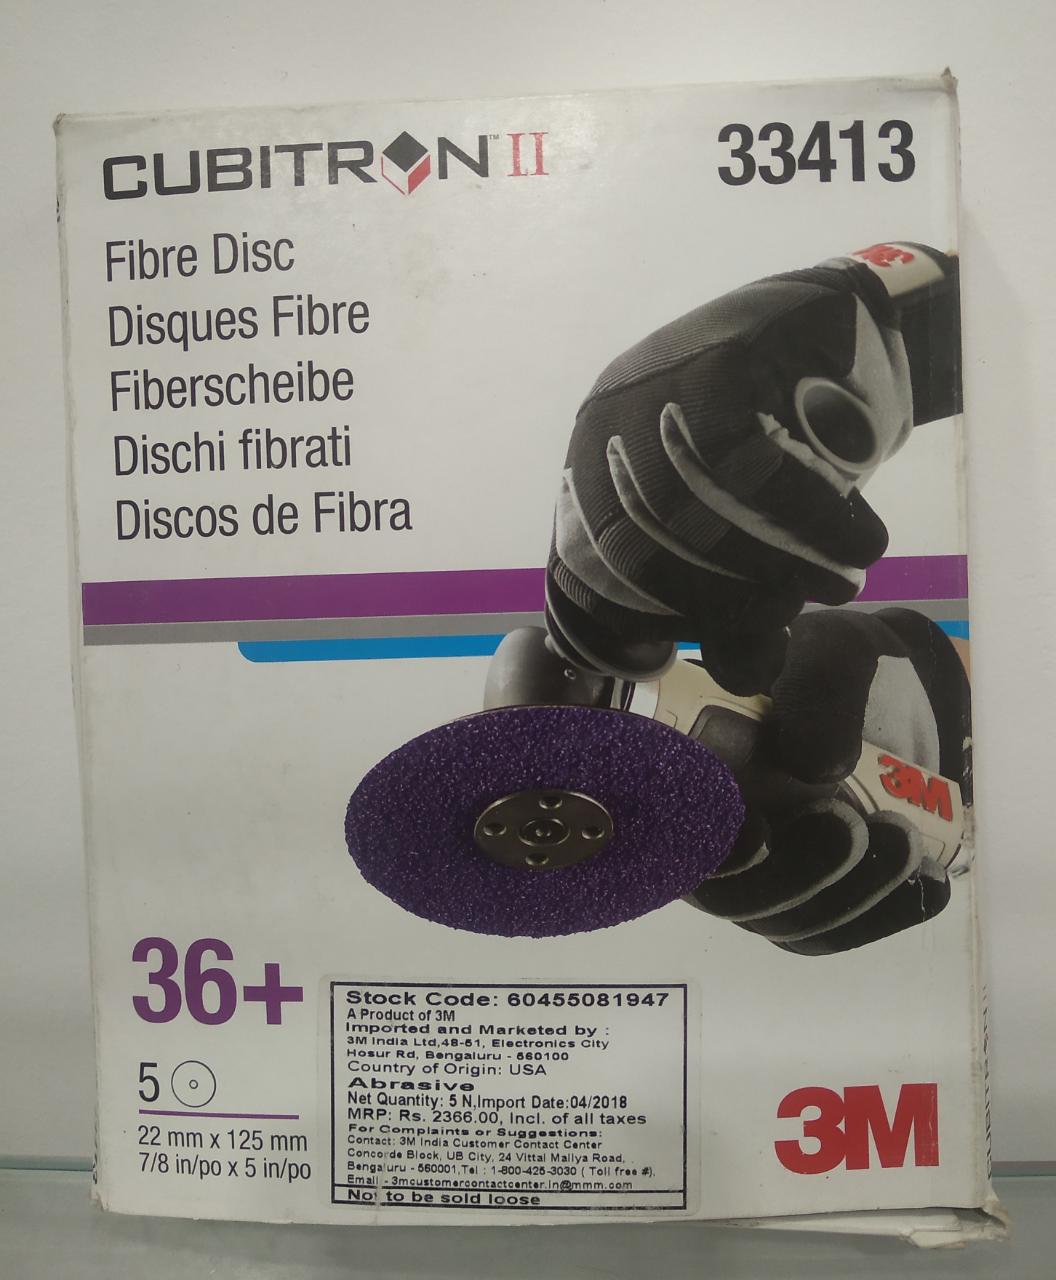 CUBITRON™ II
33413
Fibre Disc
Disques Fibre
Fiberscheibe
Dischi fibrati
Discos de Fibra
3M
3M
36+
5
22 mm x 125 mm
7/8 in/po x 5 in/po
Stock Code: 60455081947
A Product of 3M
Imported and Marketed by :
3M India Ltd,48-51, Electronics City
Hosur Rd, Bengaluru - 560100
Country of Origin: USA
Abrasive
Net Quantity: 5 N,Import Date:04/2018
MRP: Rs. 2366.00, Incl. of all taxes
For Complaints or Suggestions:
Contact: 3M India Customer Contact Center
Concorde Block, UB City, 24 Vittal Mallya Road,
Bengaluru - 560001,Tel : 1-800-425-3030 ( Toll free #),
Email - 3mcustomercontactcenter.in@mmm.com
Not to be sold loose
3M